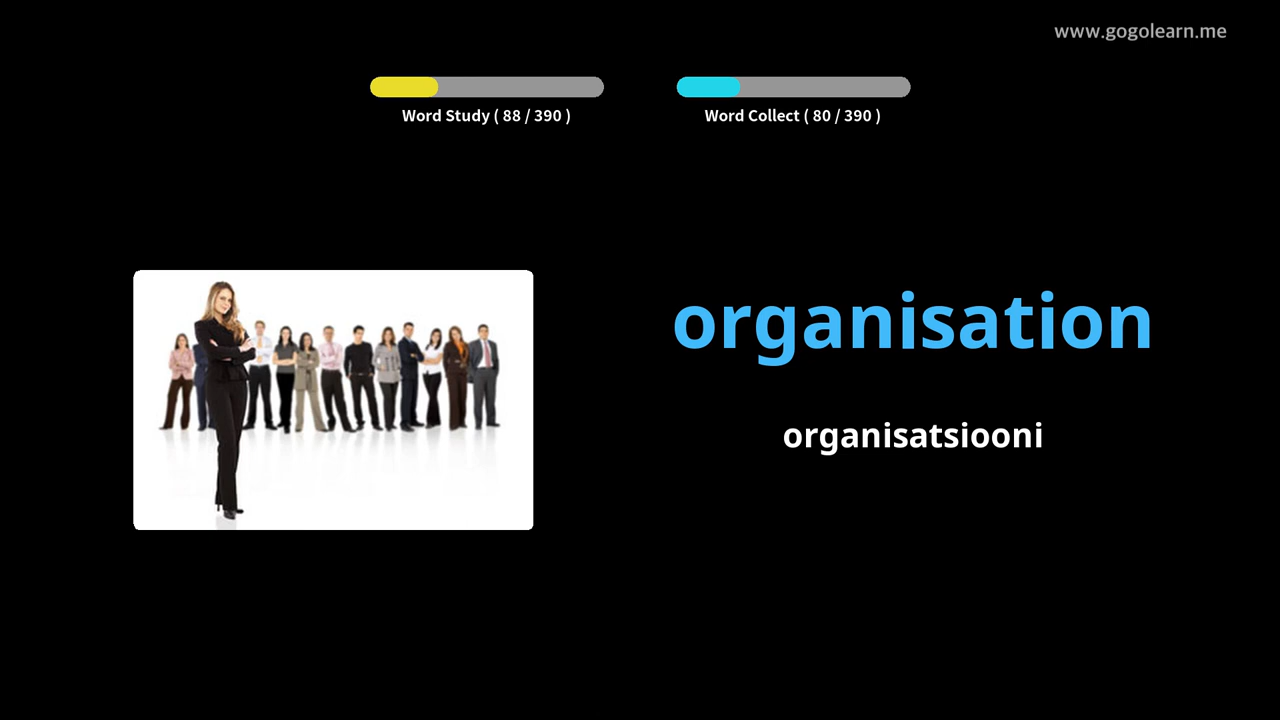 www.gogolearn.me
Word Study ( 88 / 390 )
Word Collect ( 80 / 390 )
organisation
organisatsiooni